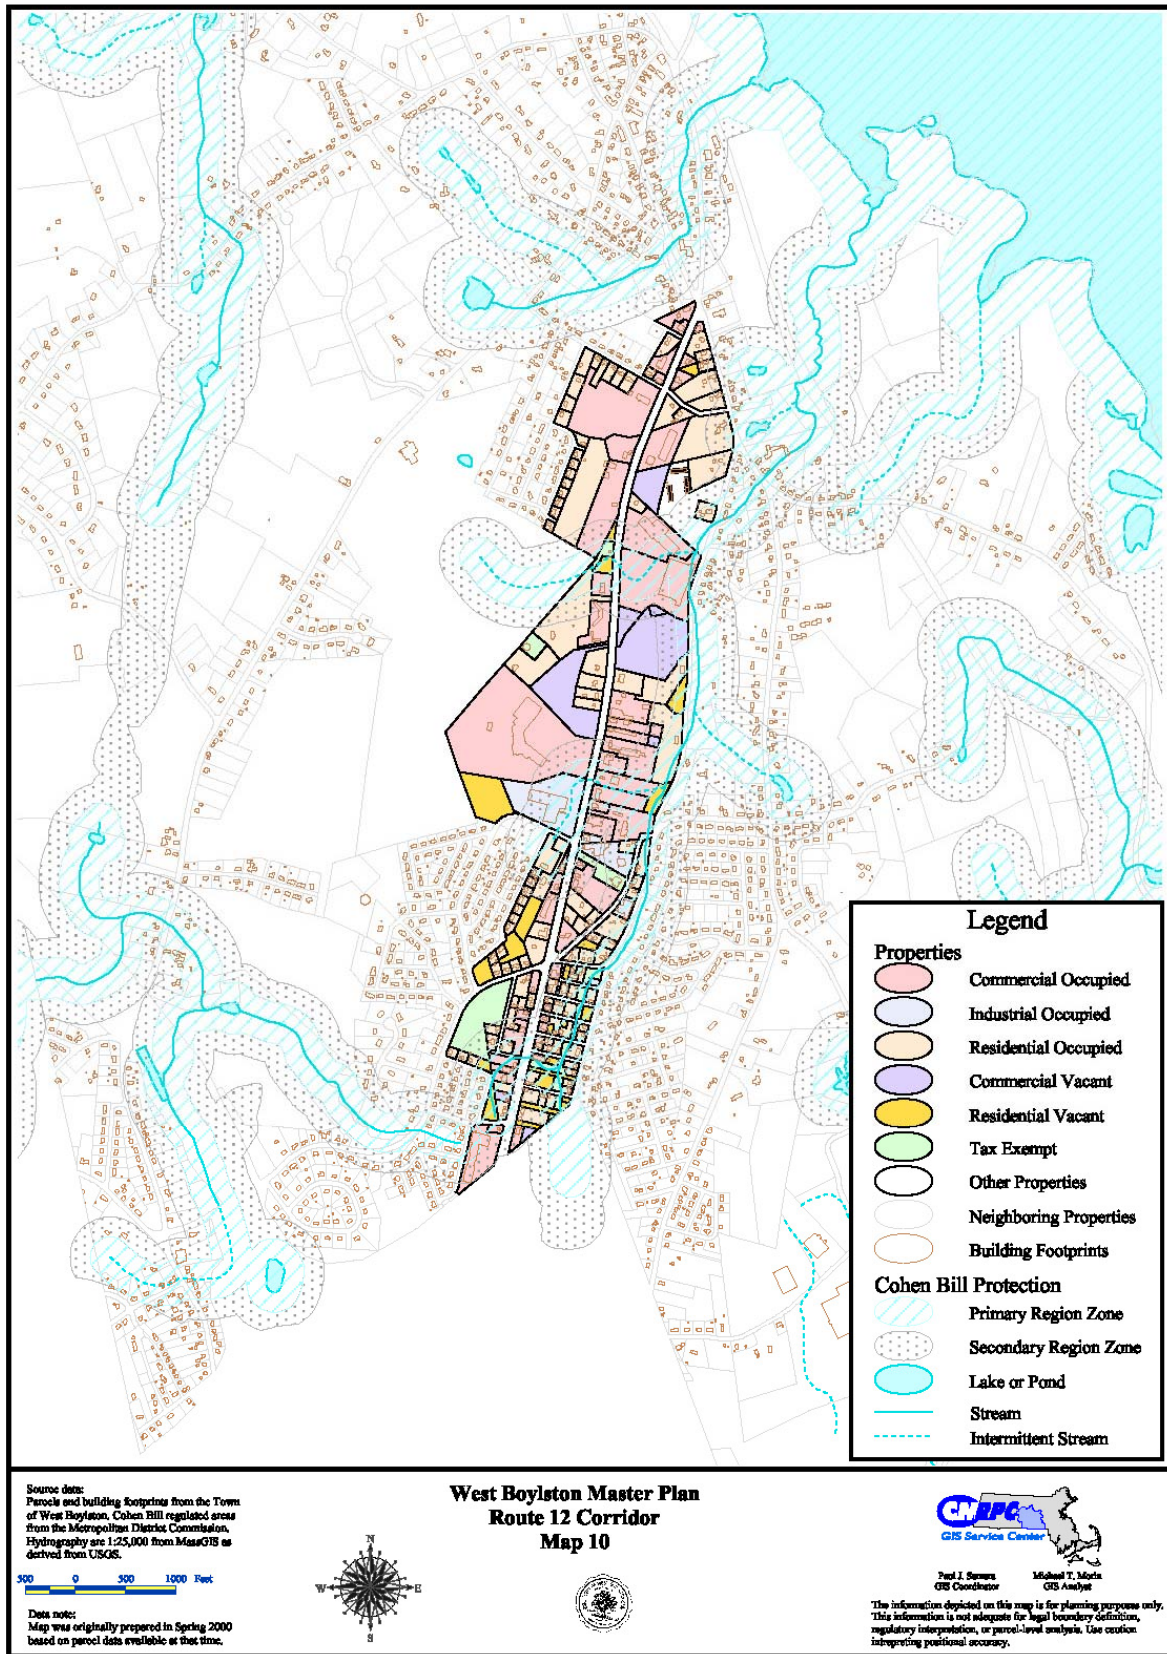 Legend
Properties
Commercial Occupied
Industrial Occupied
Residential Occupied
Commercial Vacant
Residential Vacant
Tax Exempt
Other Properties
Neighboring Properties
Building Footprints
Cohen Bill Protection
Primary Region Zone
Secondary Region Zone
Lake or Pond
Stream
Intermittent Stream
Source data:
Parcels and building footprints from the Town
of West Boylston. Cohen Bill regulated areas
from the Metropolitan District Commission.
Hydrography are 1:25,000 from MassGIS as
derived from USGS.
500 0 500 1000 Feet
Data note:
Map was originally prepared in Spring 2000
based on parcel data available at that time.
N
W E
S
West Boylston Master Plan
Route 12 Corridor
Map 10
CMRPC
GIS Service Center
Paul J.
GIS Coordinator
Michael T. Morin
GIS Analyst
The information depicted on this map is for planning purposes only.
This information is not adequate for legal boundary definition,
regulatory interpretation, or parcel-level analysis. Use caution
interpreting positional accuracy.